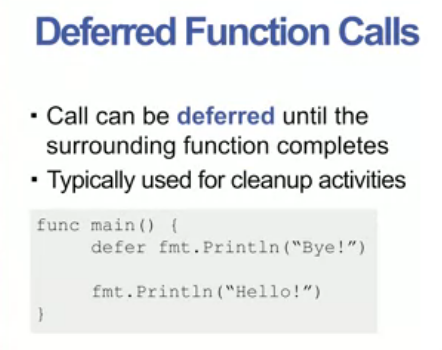 Deferred Function Calls
▪ Call can be deferred until the
surrounding function completes
▪ Typically used for cleanup activities
func main() {
defer fmt.Println(“Bye!”)
fmt.Println(“Hello!”)
}